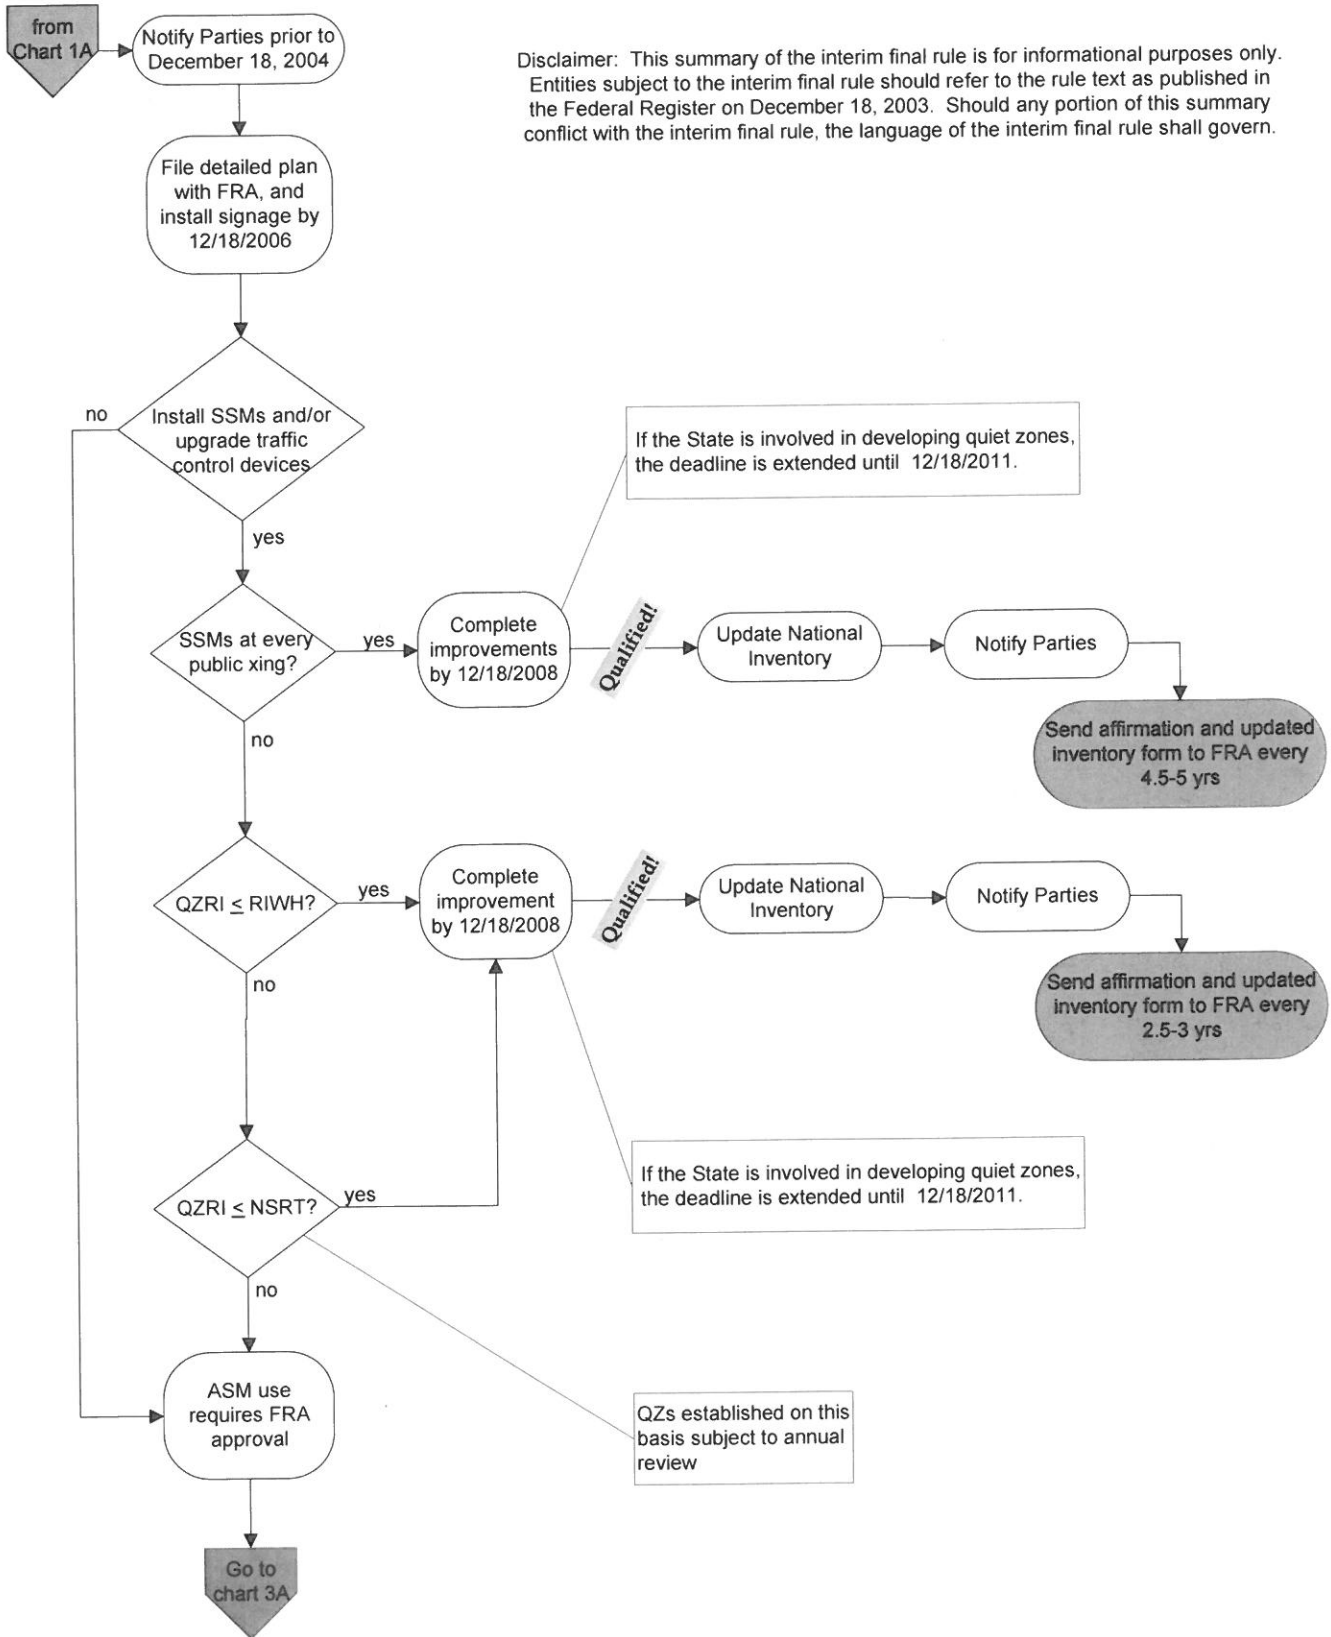 from
Chart 1A
Notify Parties prior to
December 18, 2004
Disclaimer: This summary of the interim final rule is for informational purposes only.
Entities subject to the interim final rule should refer to the rule text as published in
the Federal Register on December 18, 2003. Should any portion of this summary
conflict with the interim final rule, the language of the interim final rule shall govern.
File detailed plan
with FRA, and
install signage by
12/18/2006
no
Install SSMs and/or
upgrade traffic
control devices
If the State is involved in developing quiet zones,
the deadline is extended until 12/18/2011.
yes
SSMs at every
public xing?
yes
Complete
improvements
by 12/18/2008
Qualified!
Update National
Inventory
Notify Parties
Send affirmation and updated
inventory form to FRA every
4.5-5 yrs
no
QZRI ≤ RIWH?
yes
Complete
improvement
by 12/18/2008
Qualified!
Update National
Inventory
Notify Parties
Send affirmation and updated
inventory form to FRA every
2.5-3 yrs
no
If the State is involved in developing quiet zones,
the deadline is extended until 12/18/2011.
QZRI ≤ NSRT?
yes
no
ASM use
requires FRA
approval
QZs established on this
basis subject to annual
review
Go to
chart 3A